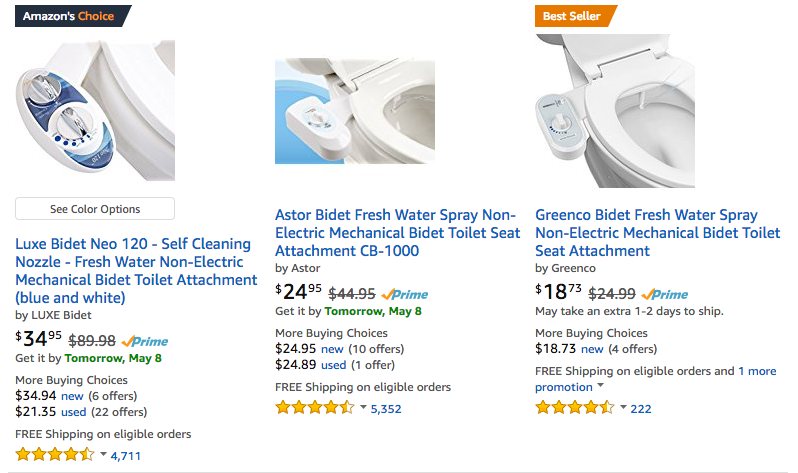 Amazon's Choice
See Color Options
Luxe Bidet Neo 120 - Self Cleaning
Nozzle - Fresh Water Non-Electric
Mechanical Bidet Toilet Attachment
(blue and white)
by LUXE Bidet
$34 95 $89.98 Prime
Get it by Tomorrow, May 8
More Buying Choices
$34.94 new (6 offers)
$21.35 used (22 offers)
FREE Shipping on eligible orders
4,711
Astor Bidet Fresh Water Spray Non-
Electric Mechanical Bidet Toilet Seat
Attachment CB-1000
by Astor
$24 95 $44.95 Prime
Get it by Tomorrow, May 8
More Buying Choices
$24.95 new (10 offers)
$24.89 used (1 offer)
FREE Shipping on eligible orders
5,352
Best Seller
Greenco Bidet Fresh Water Spray
Non-Electric Mechanical Bidet Toilet
Seat Attachment
by Greenco
$18 73 $24.99 Prime
May take an extra 1-2 days to ship.
More Buying Choices
$18.73 new (4 offers)
FREE Shipping on eligible orders and 1 more
promotion
222